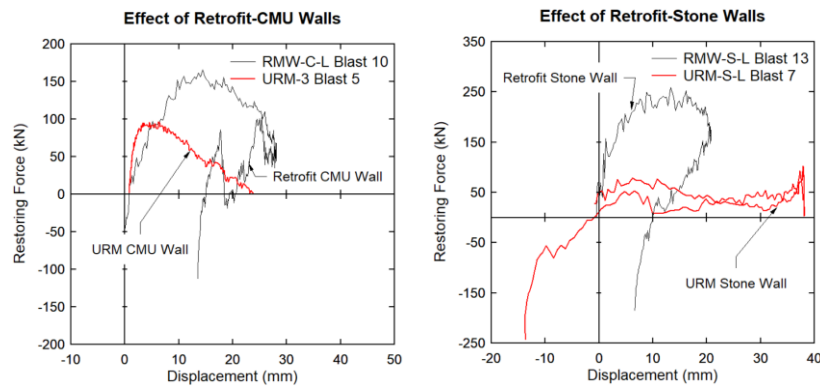 Effect of Retrofit-CMU Walls
200
150
100
50
0
-50
-100
-150
-200
Restoring Force (kN)
RMW-C-L Blast 10
URM-3 Blast 5
Retrofit CMU Wall
URM CMU Wall
-10 0 10 20 30 40 50
Displacement (mm)
Effect of Retrofit-Stone Walls
350
250
150
50
-50
-150
-250
Restoring Force (kN)
RMW-S-L Blast 13
URM-S-L Blast 7
Retrofit Stone Wall
URM Stone Wall
-20 -10 0 10 20 30 40
Displacement (mm)